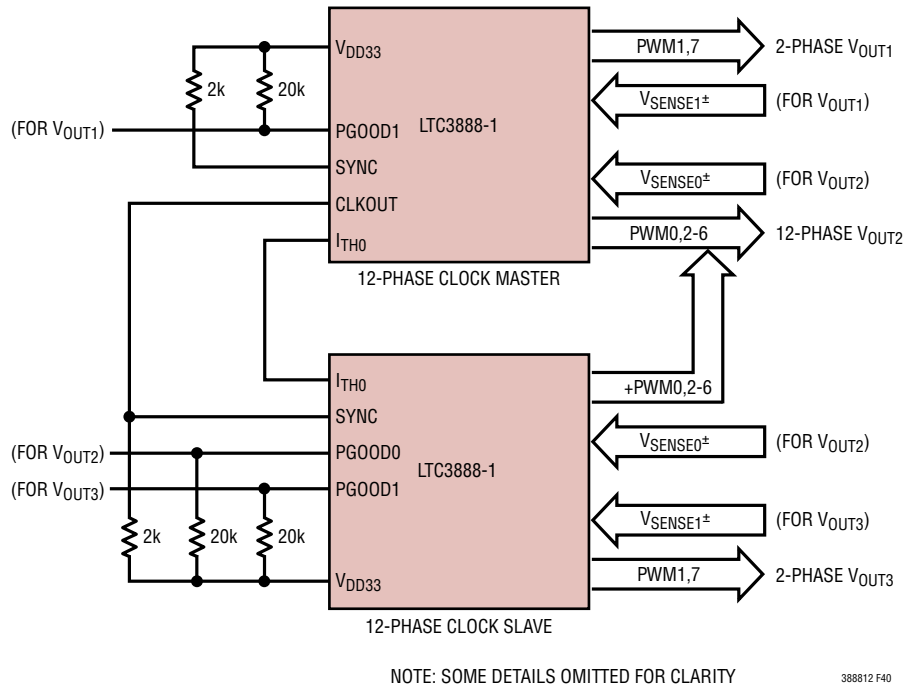 VDD33
2k
20k
(FOR VOUT1)
PGOOD1
LTC3888-1
SYNC
CLKOUT
ITH0
PWM1,7
2-PHASE VOUT1
VSENSE1±
(FOR VOUT1)
VSENSE0±
(FOR VOUT2)
PWM0,2-6
12-PHASE VOUT2
12-PHASE CLOCK MASTER
ITH0
+PWM0,2-6
SYNC
(FOR VOUT2)
PGOOD0
LTC3888-1
VSENSE0±
(FOR VOUT2)
(FOR VOUT3)
PGOOD1
VSENSE1±
(FOR VOUT3)
2k
20k
20k
VDD33
PWM1,7
2-PHASE VOUT3
12-PHASE CLOCK SLAVE
NOTE: SOME DETAILS OMITTED FOR CLARITY
388812 F40